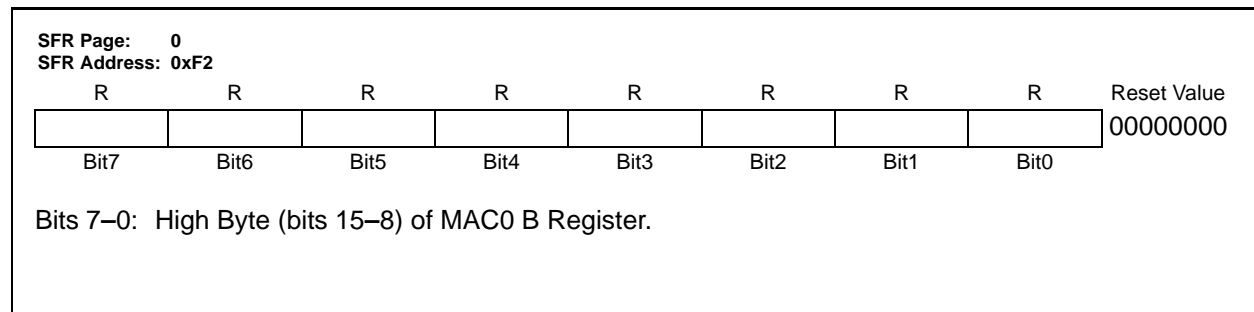 SFR Page: 0
SFR Address: 0xF2
R R R R R R R R Reset Value
00000000
Bit7 Bit6 Bit5 Bit4 Bit3 Bit2 Bit1 Bit0
Bits 7–0: High Byte (bits 15–8) of MAC0 B Register.